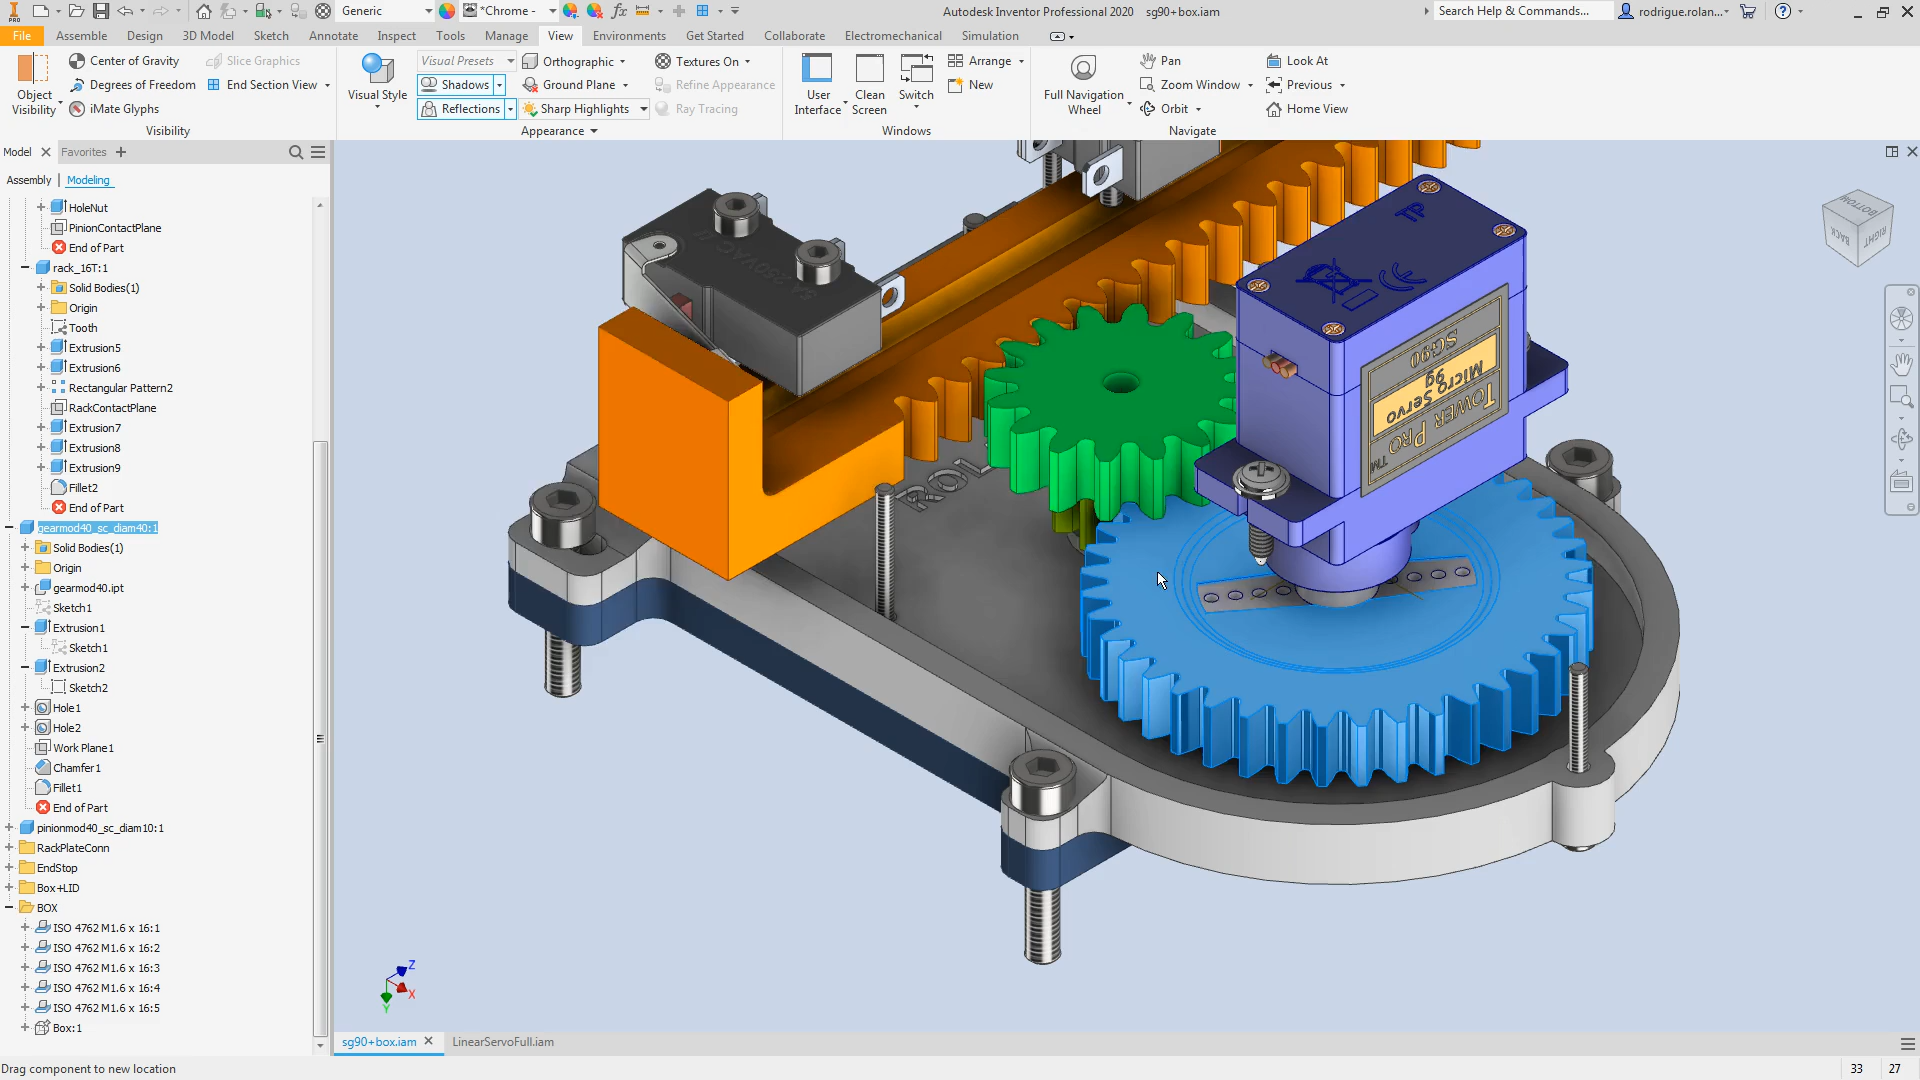 Generic
*Chrome -
Autodesk Inventor Professional 2020 sg90+box.iam
Search Help & Commands...
rodrigue.rolan...
File Assemble Design 3D Model Sketch Annotate Inspect Tools Manage View Environments Get Started Collaborate Electromechanical Simulation
Object Visibility
Center of Gravity
Slice Graphics
Degrees of Freedom
End Section View
iMate Glyphs
Visibility
Visual Style
Visual Presets
Shadows
Reflections
Orthographic
Ground Plane
Sharp Highlights
Textures On
Refine Appearance
Ray Tracing
Appearance
User Interface
Clean Screen
Switch
Arrange
New
Windows
Full Navigation Wheel
Pan
Zoom Window
Orbit
Look At
Previous
Home View
Navigate
Model Favorites
Assembly Modeling
HoleNut
PinionContactPlane
End of Part
rack_16T:1
Solid Bodies(1)
Origin
Tooth
Extrusion5
Extrusion6
Rectangular Pattern2
RackContactPlane
Extrusion7
Extrusion8
Extrusion9
Fillet2
End of Part
gearmod40_sc_diam40:1
Solid Bodies(1)
Origin
gearmod40.ipt
Sketch1
Extrusion1
Sketch1
Extrusion2
Sketch2
Hole1
Hole2
Work Plane1
Chamfer1
Fillet1
End of Part
pinionmod40_sc_diam10:1
RackPlateConn
EndStop
Box+LID
BOX
ISO 4762 M1.6 x 16:1
ISO 4762 M1.6 x 16:2
ISO 4762 M1.6 x 16:3
ISO 4762 M1.6 x 16:4
ISO 4762 M1.6 x 16:5
Box:1
TP
CE
SG90
Micro Servo 9g
TOWER PRO™
5A 250VAC
ROL
BOTTOM
BACK
RIGHT
Z
X
Y
sg90+box.iam LinearServoFull.iam
Drag component to new location
33 27